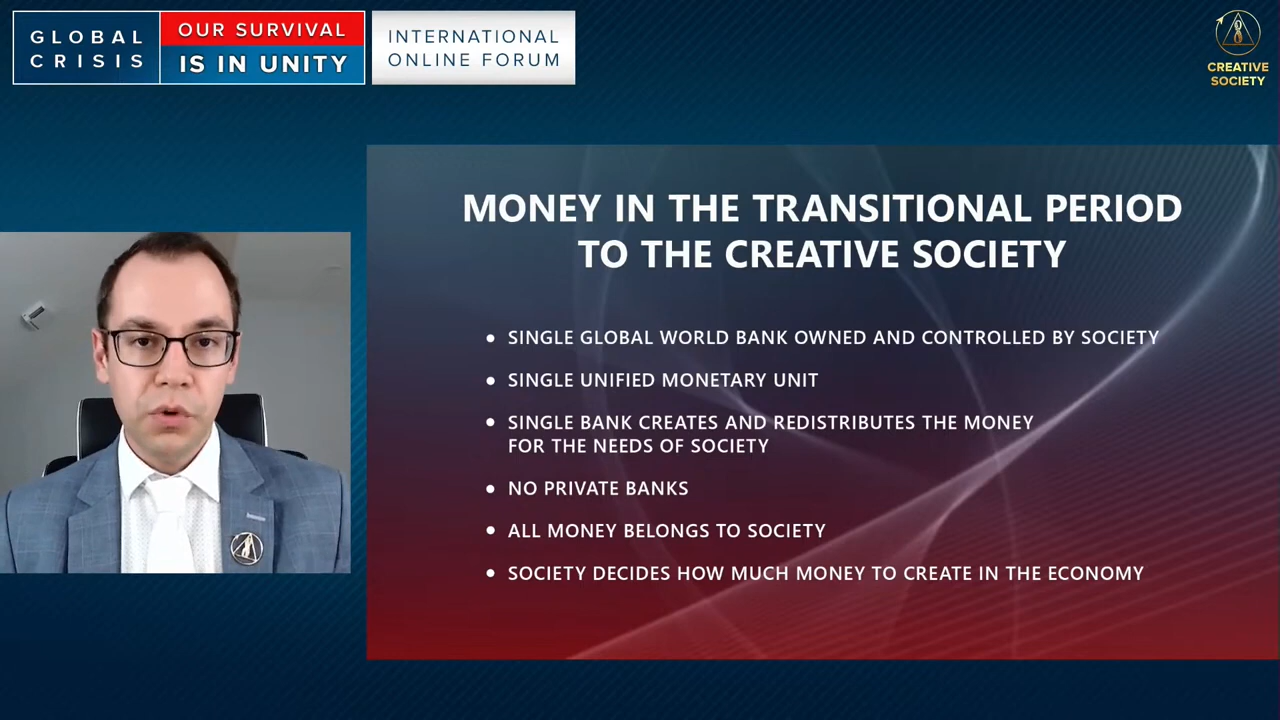 GLOBAL
CRISIS
OUR SURVIVAL
IS IN UNITY
INTERNATIONAL
ONLINE FORUM
CREATIVE
SOCIETY
MONEY IN THE TRANSITIONAL PERIOD
TO THE CREATIVE SOCIETY
• SINGLE GLOBAL WORLD BANK OWNED AND CONTROLLED BY SOCIETY
• SINGLE UNIFIED MONETARY UNIT
• SINGLE BANK CREATES AND REDISTRIBUTES THE MONEY
FOR THE NEEDS OF SOCIETY
• NO PRIVATE BANKS
• ALL MONEY BELONGS TO SOCIETY
• SOCIETY DECIDES HOW MUCH MONEY TO CREATE IN THE ECONOMY